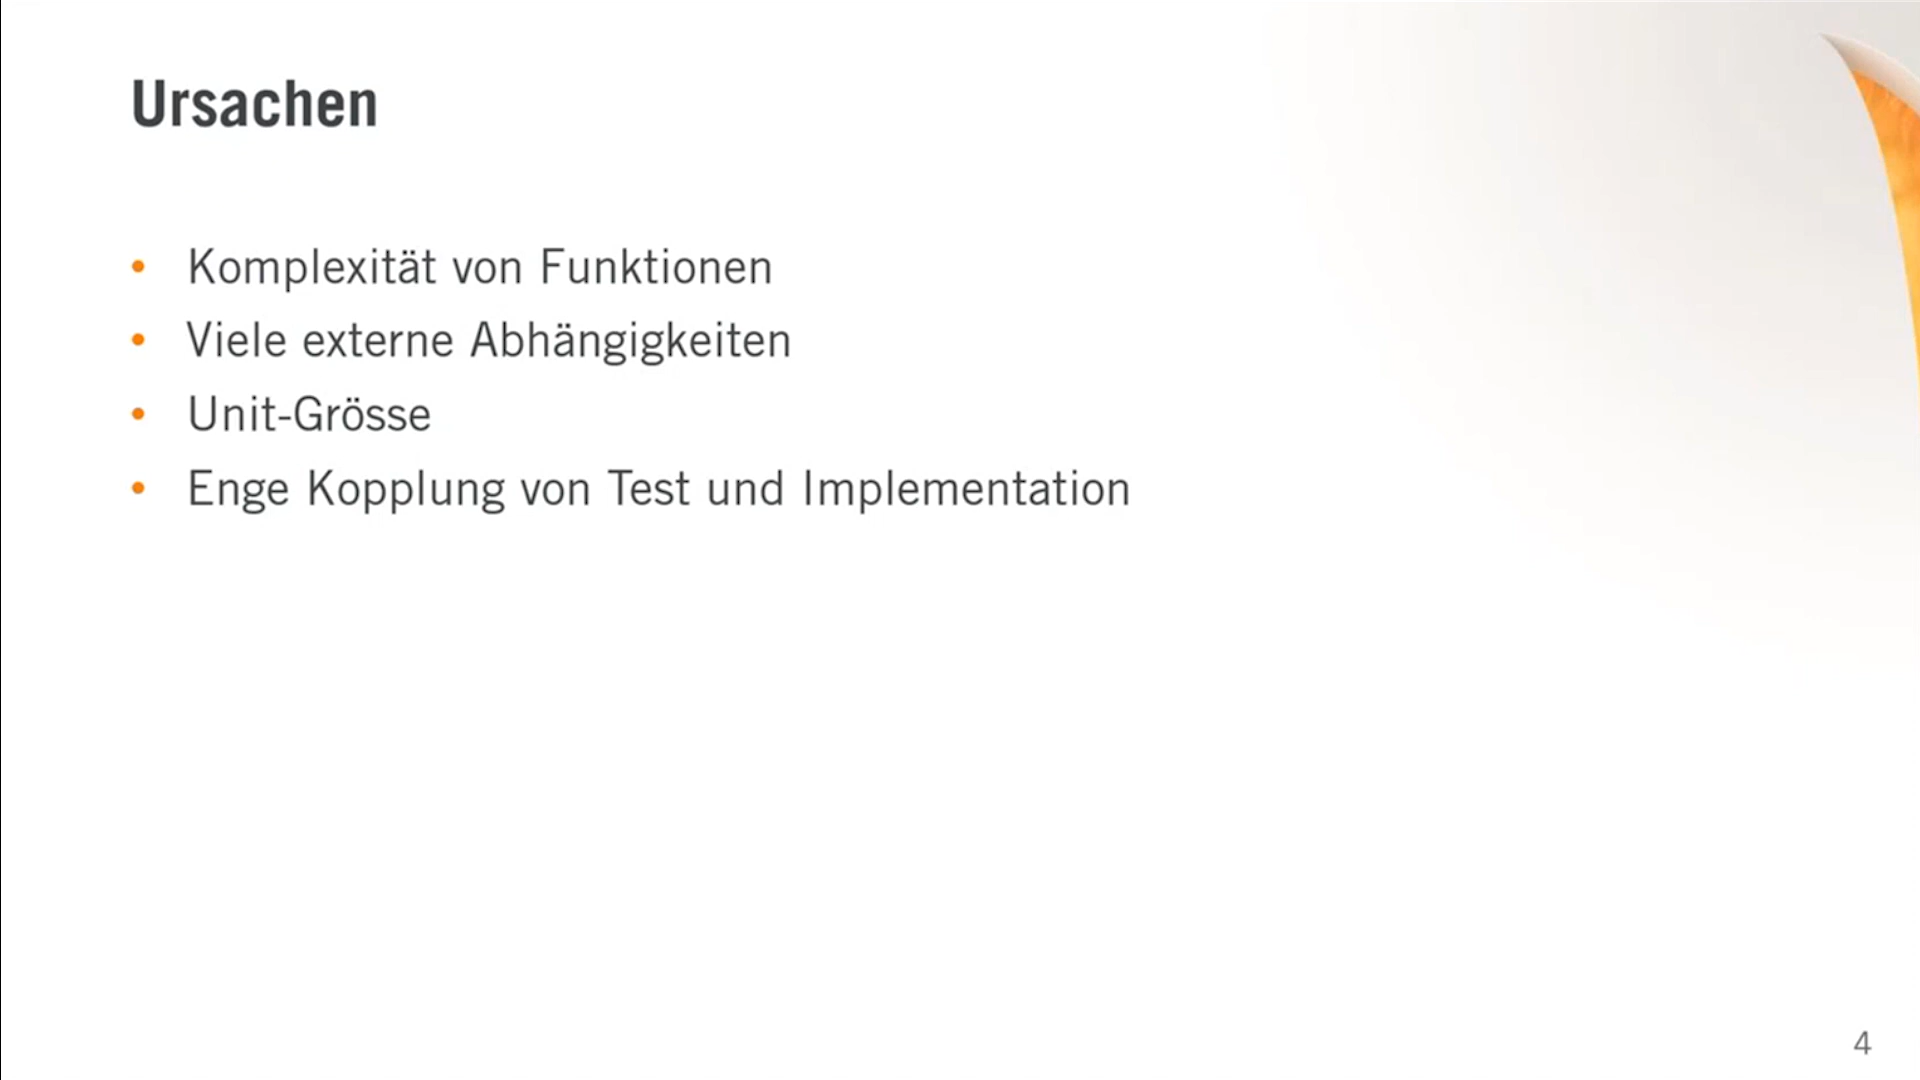 Ursachen
• Komplexität von Funktionen
• Viele externe Abhängigkeiten
• Unit-Grösse
• Enge Kopplung von Test und Implementation
4